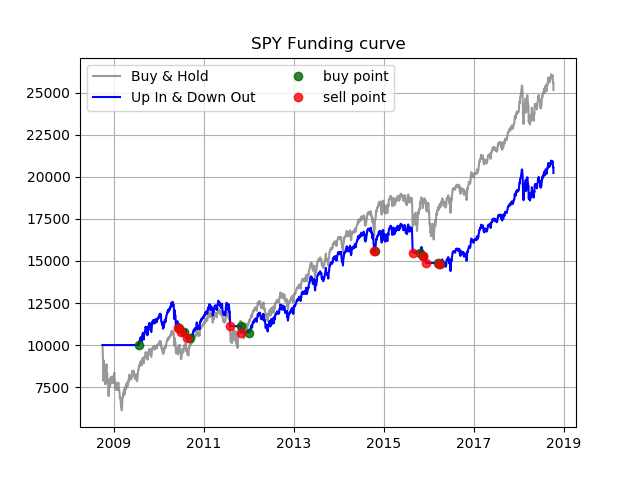 SPY Funding curve
Buy & Hold
Up In & Down Out
buy point
sell point
25000
22500
20000
17500
15000
12500
10000
7500
2009 2011 2013 2015 2017 2019